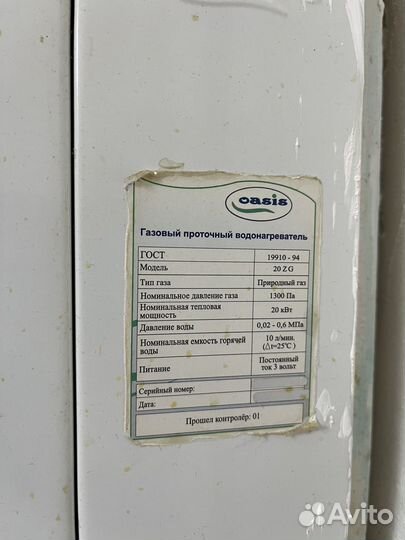 oasis
Газовый проточный водонагреватель
ГОСТ 19910 - 94
Модель 20 Z G
Тип газа Природный газ
Номинальное давление газа 1300 Па
Номинальная тепловая мощность 20 кВт
Давление воды 0,02 - 0,6 МПа
Номинальная емкость горячей воды 10 л/мин. (△t=25℃)
Питание Постоянный ток 3 вольт
Серийный номер:
Дата:
Прошел контролёр: 01
Avito